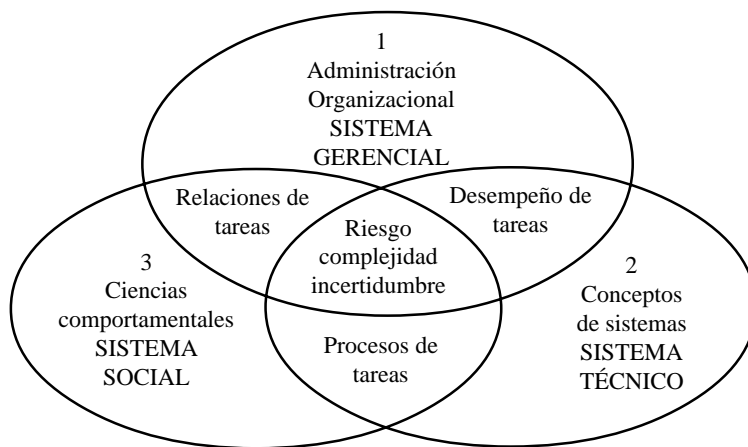 1
Administración
Organizacional
SISTEMA
GERENCIAL
Relaciones de
tareas
Desempeño de
tareas
Riesgo
complejidad
incertidumbre
3
Ciencias
comportamentales
SISTEMA
SOCIAL
2
Conceptos
de sistemas
SISTEMA
TÉCNICO
Procesos de
tareas